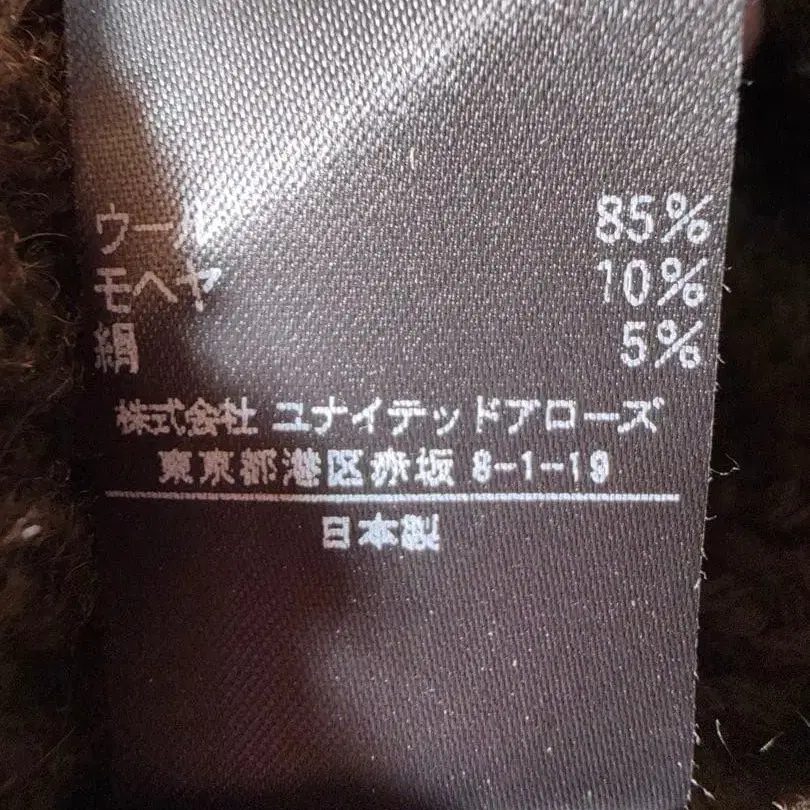 ウール 85%
モヘヤ 10%
絹 5%
株式会社 ユナイテッドアローズ
東京都港区赤坂 8-1-19
日本製